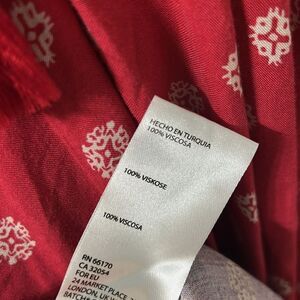 HECHO EN TURQUIA
100% VISCOSA
100% VISKOSE
100% VISCOSA
RN 66170
CA 32054
FOR EU
24 MARKET PLACE,
LONDON, UK
BATCH#